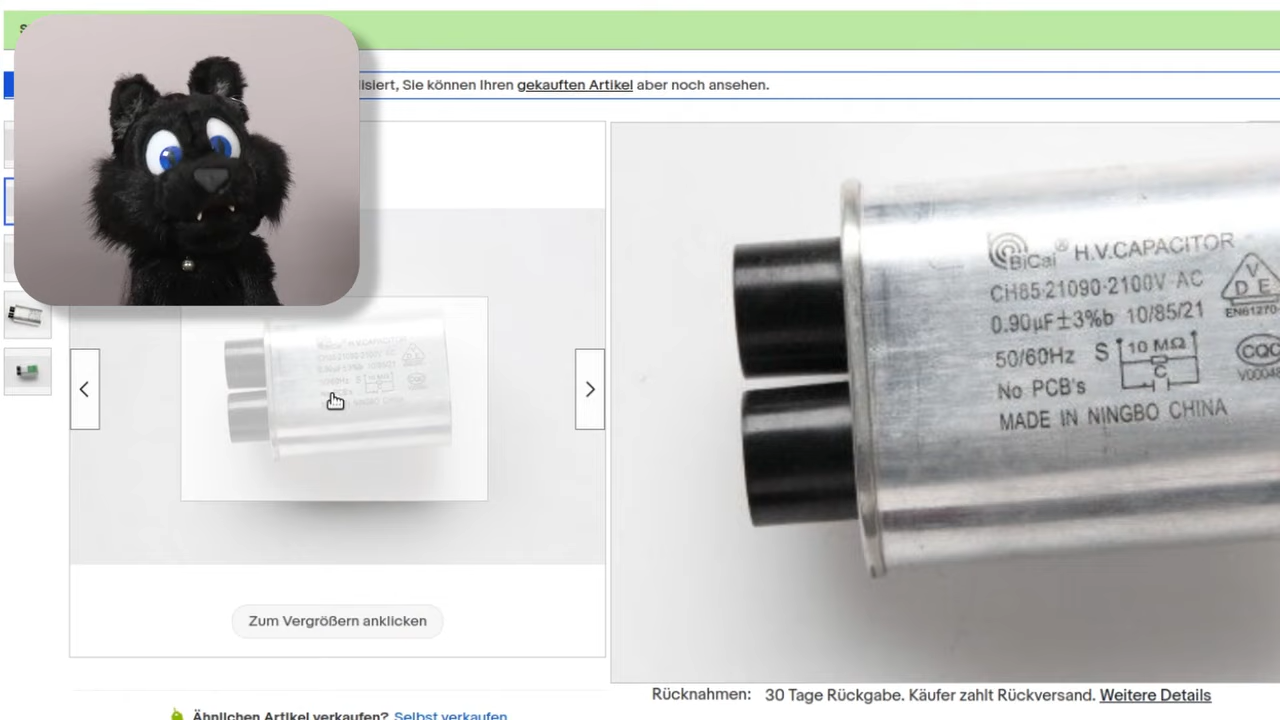 isiert, Sie können Ihren gekauften Artikel aber noch ansehen.
BiCai® H.V.CAPACITOR
CH85-21090-2100V AC
0.90µF±3%b 10/85/21
50/60Hz S 10 MΩ
C
No PCB's
MADE IN NINGBO CHINA
V
D E
EN61270
CQC
V00048
Zum Vergrößern anklicken
Rücknahmen: 30 Tage Rückgabe. Käufer zahlt Rückversand. Weitere Details
Ähnlichen Artikel verkaufen? Selbst verkaufen